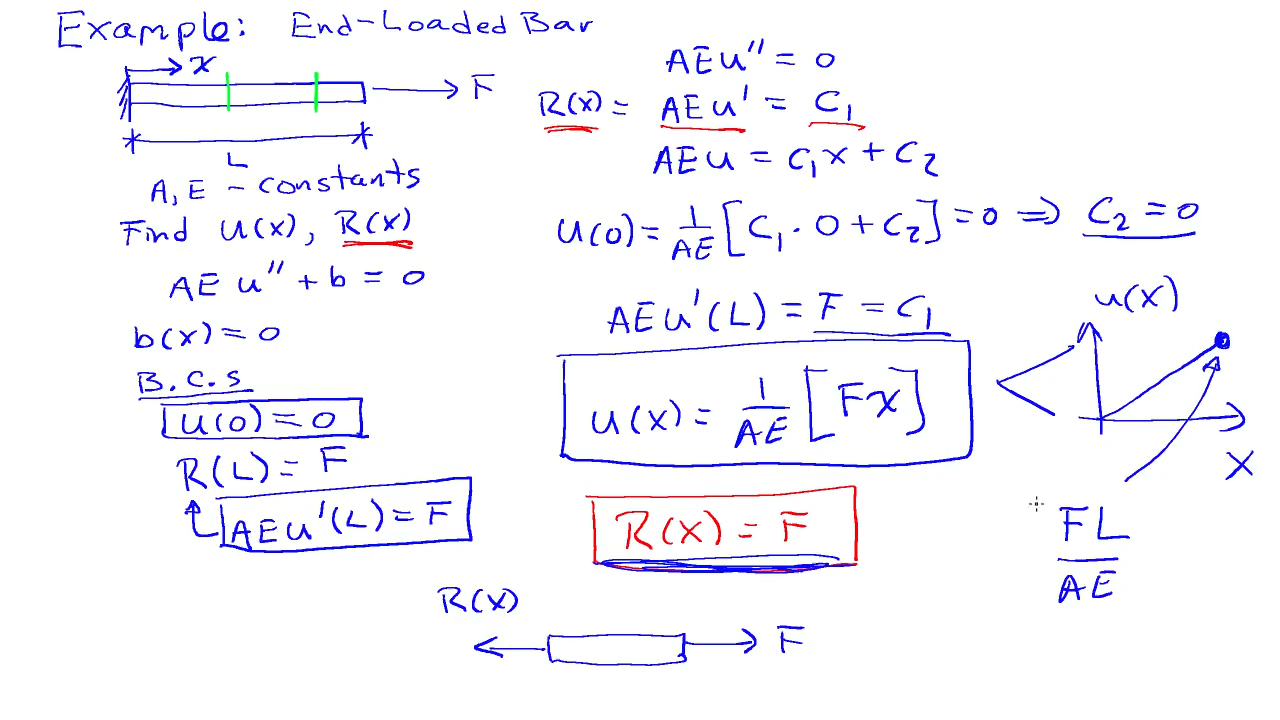 Example: End-Loaded Bar
x
F
L
A, E - constants
Find u(x), R(x)
AE u'' + b = 0
b(x) = 0
B.C.s
u(0) = 0
R(L) = F
AEu'(L) = F
AEu'' = 0
R(x) = AEu' = C₁
AEu = C₁x + C₂
u(0) = 1/AE [C₁ · 0 + C₂] = 0 ⇒ C₂ = 0
AEu'(L) = F = C₁
u(x) = 1/AE [Fx]
R(x) = F
u(x)
x
FL/AE
R(x)
F